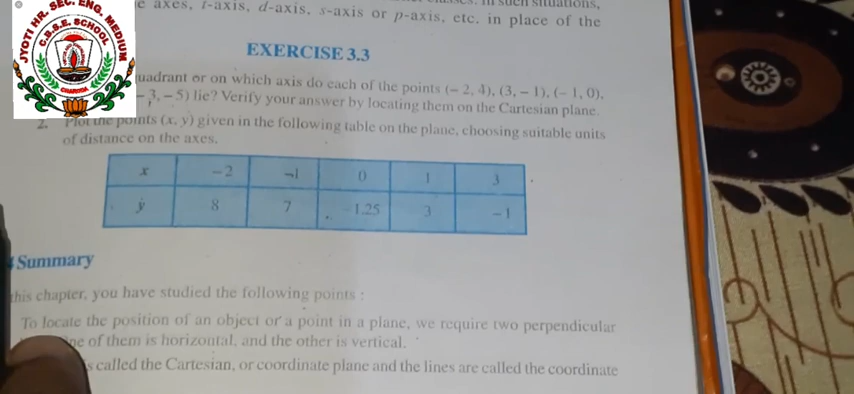 JYOTI HR. SEC. ENG. MEDIUM
C.B.S.E. SCHOOL
e axes, t-axis, d-axis, s-axis or p-axis, etc. in place of the
EXERCISE 3.3
uadrant or on which axis do each of the points (– 2, 4), (3, – 1), (– 1, 0),
– 3, – 5) lie? Verify your answer by locating them on the Cartesian plane.
2. Plot the points (x, y) given in the following table on the plane, choosing suitable units
of distance on the axes.
x – 2 –1 0 1 3
y 8 7 –1.25 3 – 1
Summary
this chapter, you have studied the following points :
To locate the position of an object or a point in a plane, we require two perpendicular
ne of them is horizontal, and the other is vertical.
s called the Cartesian, or coordinate plane and the lines are called the coordinate